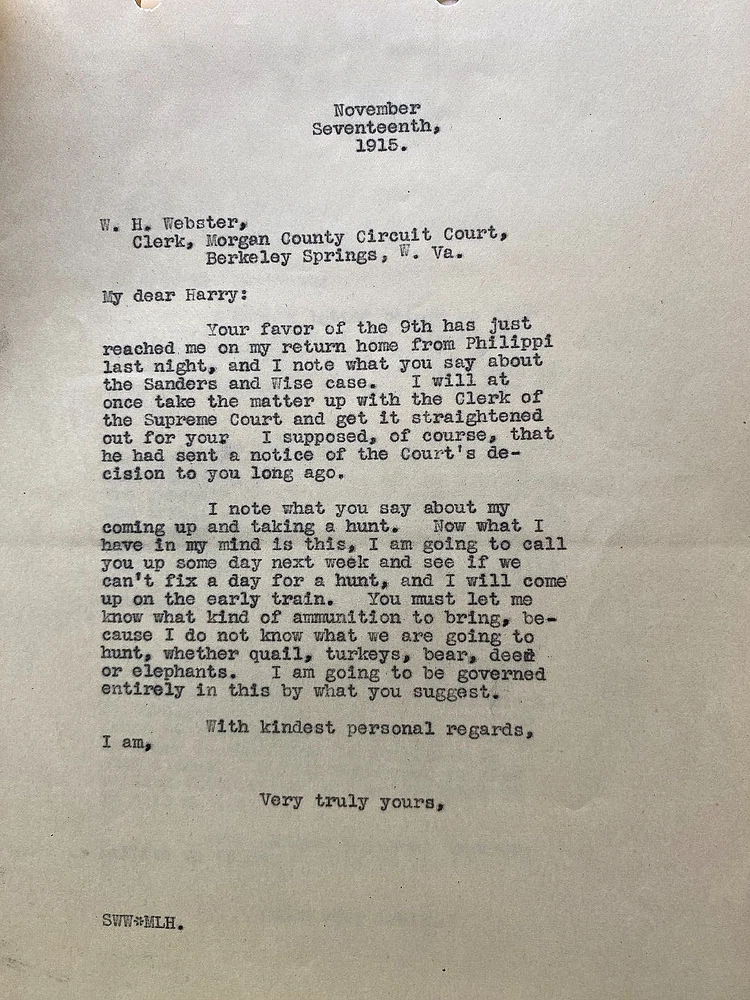 November
Seventeenth,
1915.
W. H. Webster,
Clerk, Morgan County Circuit Court,
Berkeley Springs, W. Va.
My dear Harry:
Your favor of the 9th has just
reached me on my return home from Philippi
last night, and I note what you say about
the Sanders and Wise case. I will at
once take the matter up with the Clerk of
the Supreme Court and get it straightened
out for your I supposed, of course, that
he had sent a notice of the Court's de-
cision to you long ago.
I note what you say about my
coming up and taking a hunt. Now what I
have in my mind is this, I am going to call
you up some day next week and see if we
can't fix a day for a hunt, and I will come
up on the early train. You must let me
know what kind of ammunition to bring, be-
cause I do not know what we are going to
hunt, whether quail, turkeys, bear, deer
or elephants. I am going to be governed
entirely in this by what you suggest.
With kindest personal regards,
I am,
Very truly yours,
SWW*MLH.